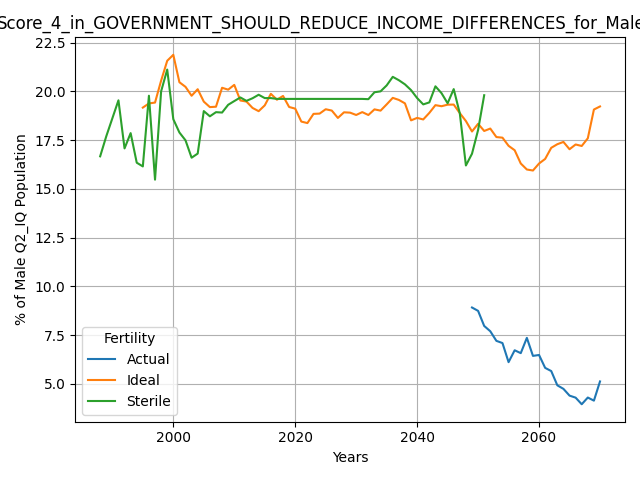 Score_4_in_GOVERNMENT_SHOULD_REDUCE_INCOME_DIFFERENCES_for_Male
22.5
20.0
17.5
15.0
12.5
10.0
7.5
5.0
% of Male Q2_IQ Population
Fertility
Actual
Ideal
Sterile
2000
2020
2040
2060
Years